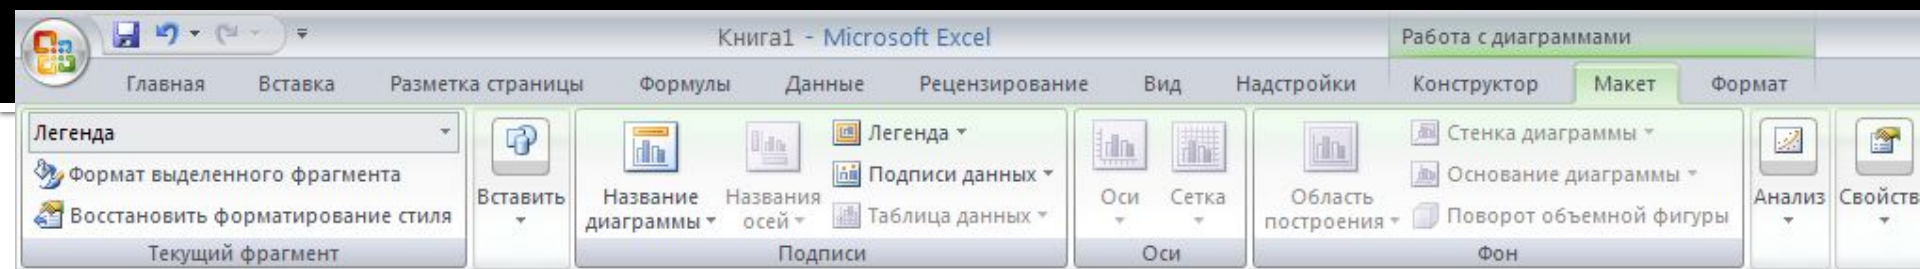 Книга1 - Microsoft Excel
Работа с диаграммами
Главная Вставка Разметка страницы Формулы Данные Рецензирование Вид Надстройки Конструктор Макет Формат
Легенда
Формат выделенного фрагмента
Восстановить форматирование стиля
Текущий фрагмент
Вставить
Название
диаграммы
Названия
осей
Легенда
Подписи данных
Таблица данных
Подписи
Оси
Сетка
Оси
Область
построения
Стенка диаграммы
Основание диаграммы
Поворот объемной фигуры
Фон
Анализ
Свойств